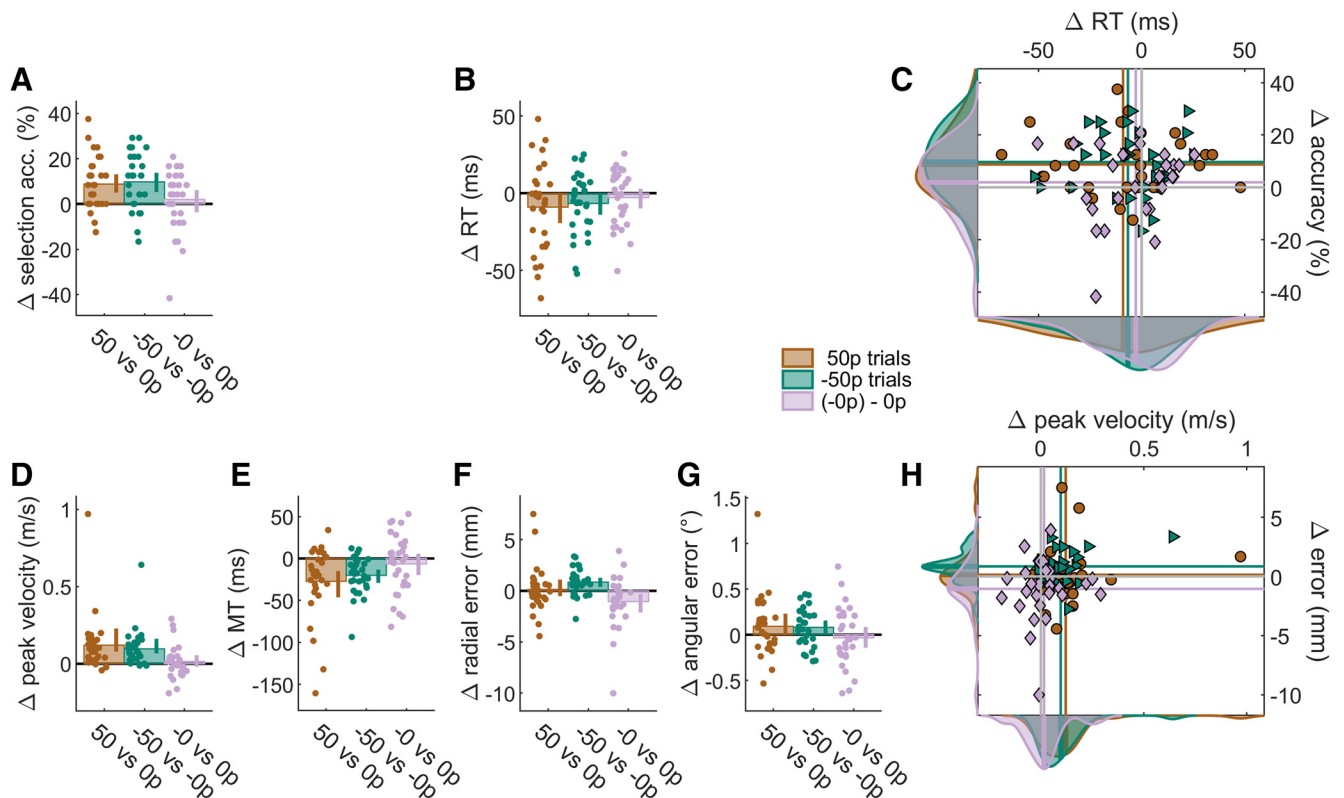 A
Δ selection acc. (%)
40
20
0
-20
-40
50 vs 0p
-50 vs -0p
-0 vs 0p
B
Δ RT (ms)
50
0
-50
50 vs 0p
-50 vs -0p
-0 vs 0p
C
Δ RT (ms)
-50
0
50
40
20
0
-20
-40
Δ accuracy (%)
50p trials
-50p trials
(-0p) - 0p
D
Δ peak velocity (m/s)
1
0.5
0
50 vs 0p
-50 vs -0p
-0 vs 0p
E
Δ MT (ms)
50
0
-50
-100
-150
50 vs 0p
-50 vs -0p
-0 vs 0p
F
Δ radial error (mm)
5
0
-5
-10
50 vs 0p
-50 vs -0p
-0 vs 0p
G
Δ angular error (°)
1.5
1
0.5
0
-0.5
50 vs 0p
-50 vs -0p
-0 vs 0p
H
Δ peak velocity (m/s)
0
0.5
1
5
0
-5
-10
Δ error (mm)